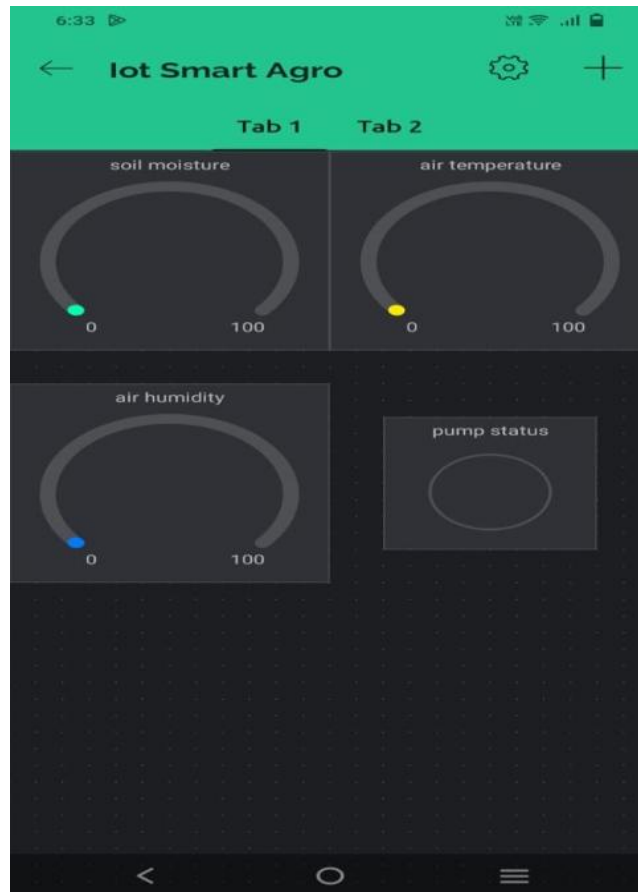 6:33
Iot Smart Agro
Tab 1 Tab 2
soil moisture air temperature
0 100 0 100
air humidity
pump status
0 100